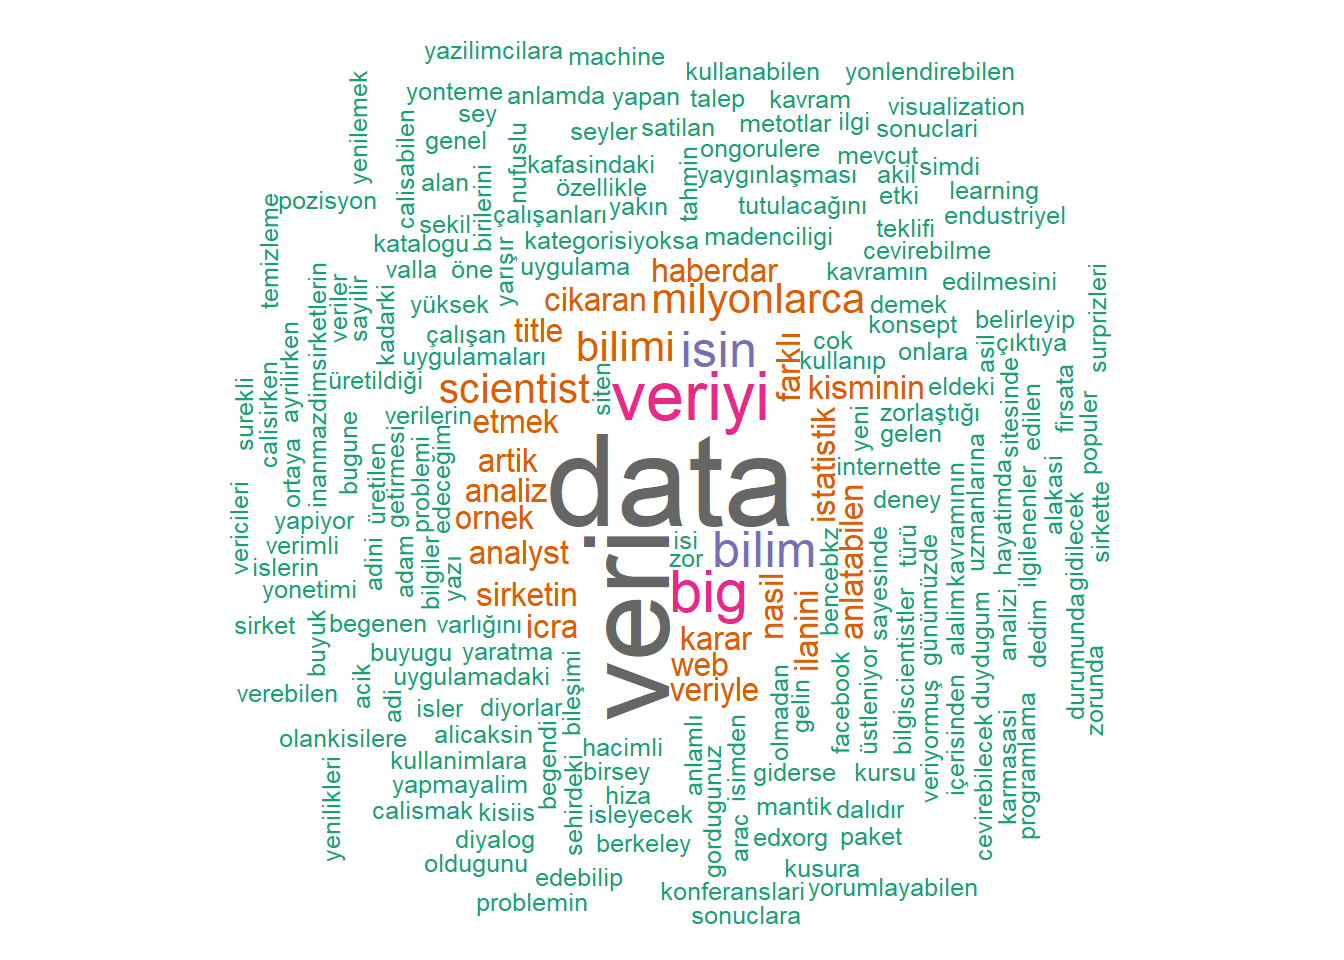 yazilimcilara
machine
kullanabilen
yonlendirebilen
yenilemek
yonteme
anlamda
yapan
talep
kavram
visualization
sey
genel
seyler
satilan
metotlar
ilgi
sonuclari
calisabilen
nufuslu
kafasindaki
ongorulere
mevcut
simdi
alan
birilerini
özellikle
tahmin
yaygınlaşması
akil
etki
learning
pozisyon
temizleme
sekil
çalışanları
yakın
tutulacağını
endustriyel
katalogu
kategorisiyoksa
madenciligi
teklifi
cevirebilme
valla
öne
yarışır
uygulama
haberdar
kavramın
edilmesini
surprizleri
inanmazdimsirketlerin
veriler
sayilir
kadarki
yüksek
cikaran
milyonlarca
demek
konsept
belirleyip
çalışan
title
bilimi
isin
farklı
cok
kullanıp
onlara
asil
çıktıya
uygulamaları
ayrilirken
üretildiği
scientist
siten
veriyi
kisminin
eldeki
sitesinde
edilen
fırsata
populer
surekli
calisirken
ortaya
bugune
verilerin
etmek
istatistik
yeni
zorlaştığı
gelen
üretilen
getirmesi
problemi
edeceğim
artik
data
internette
analiz
deney
vericileri
yapiyor
ornek
verimli
islerin
yonetimi
adini
adam
bilgiler
yazı
analyst
veri
isi
zor
bilim
bencebkz
anlatabilen
sayesinde
türü
günümüzde
alalimkavramının
uzmanlarına
hayatimda
ilgilenenler
alakası
gidilecek
sirkette
sirketin
big
nasil
ilanini
sirket
buyuk
begenen
varlığını
icra
karar
web
veriyle
buyugu
yaratma
uygulamadaki
verebilen
acik
adi
isler
diyorlar
bileşimi
olmadan
gelin
facebook
üstleniyor
bilgiscientistler
veriyormuş
içerisinden
duydugum
analizi
dedim
durumunda
zorunda
olankisilere
alicaksin
hacimli
anlamlı
isimden
cevirebilecek
karmasasi
programlama
yenilikleri
kullanimlara
begendi
sehirdeki
birsey
giderse
kursu
yapmayalim
hiza
calismak
kisiis
isleyecek
gordugunuz
arac
mantik
dalıdır
diyalog
berkeley
edxorg
paket
oldugunu
edebilip
kusura
problemin
konferanslari
yorumlayabilen
sonuclara